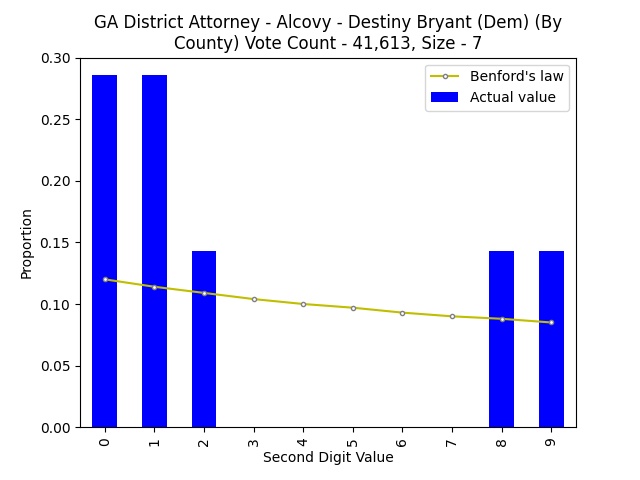 GA District Attorney - Alcovy - Destiny Bryant (Dem) (By
County) Vote Count - 41,613, Size - 7
Benford's law
Actual value
0.30
0.25
0.20
0.15
0.10
0.05
0.00
Proportion
0 1 2 3 4 5 6 7 8 9
Second Digit Value